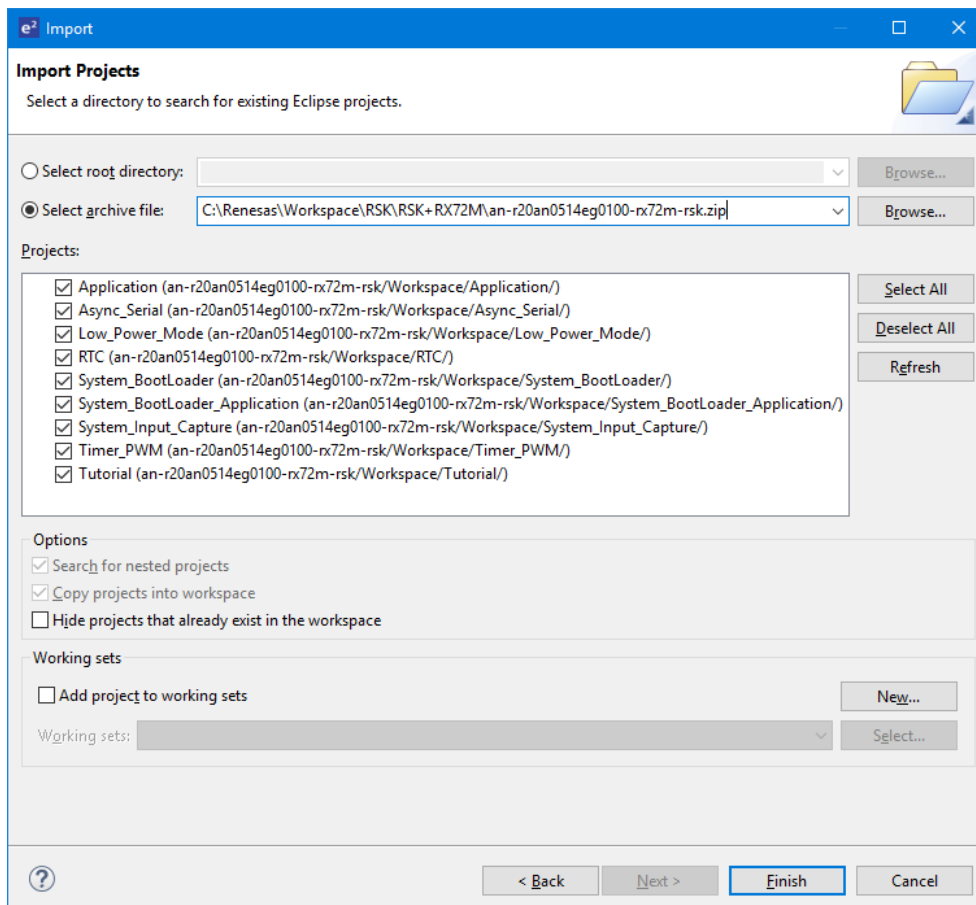 e² Import
Import Projects
Select a directory to search for existing Eclipse projects.
Select root directory:
Browse...
Select archive file: C:\Renesas\Workspace\RSK\RSK+RX72M\an-r20an0514eg0100-rx72m-rsk.zip Browse...
Projects:
Application (an-r20an0514eg0100-rx72m-rsk/Workspace/Application/)
Async_Serial (an-r20an0514eg0100-rx72m-rsk/Workspace/Async_Serial/)
Low_Power_Mode (an-r20an0514eg0100-rx72m-rsk/Workspace/Low_Power_Mode/)
RTC (an-r20an0514eg0100-rx72m-rsk/Workspace/RTC/)
System_BootLoader (an-r20an0514eg0100-rx72m-rsk/Workspace/System_BootLoader/)
System_BootLoader_Application (an-r20an0514eg0100-rx72m-rsk/Workspace/System_BootLoader_Application/)
System_Input_Capture (an-r20an0514eg0100-rx72m-rsk/Workspace/System_Input_Capture/)
Timer_PWM (an-r20an0514eg0100-rx72m-rsk/Workspace/Timer_PWM/)
Tutorial (an-r20an0514eg0100-rx72m-rsk/Workspace/Tutorial/)
Select All
Deselect All
Refresh
Options
Search for nested projects
Copy projects into workspace
Hide projects that already exist in the workspace
Working sets
Add project to working sets
New...
Working sets:
Select...
?
< Back
Next >
Finish
Cancel